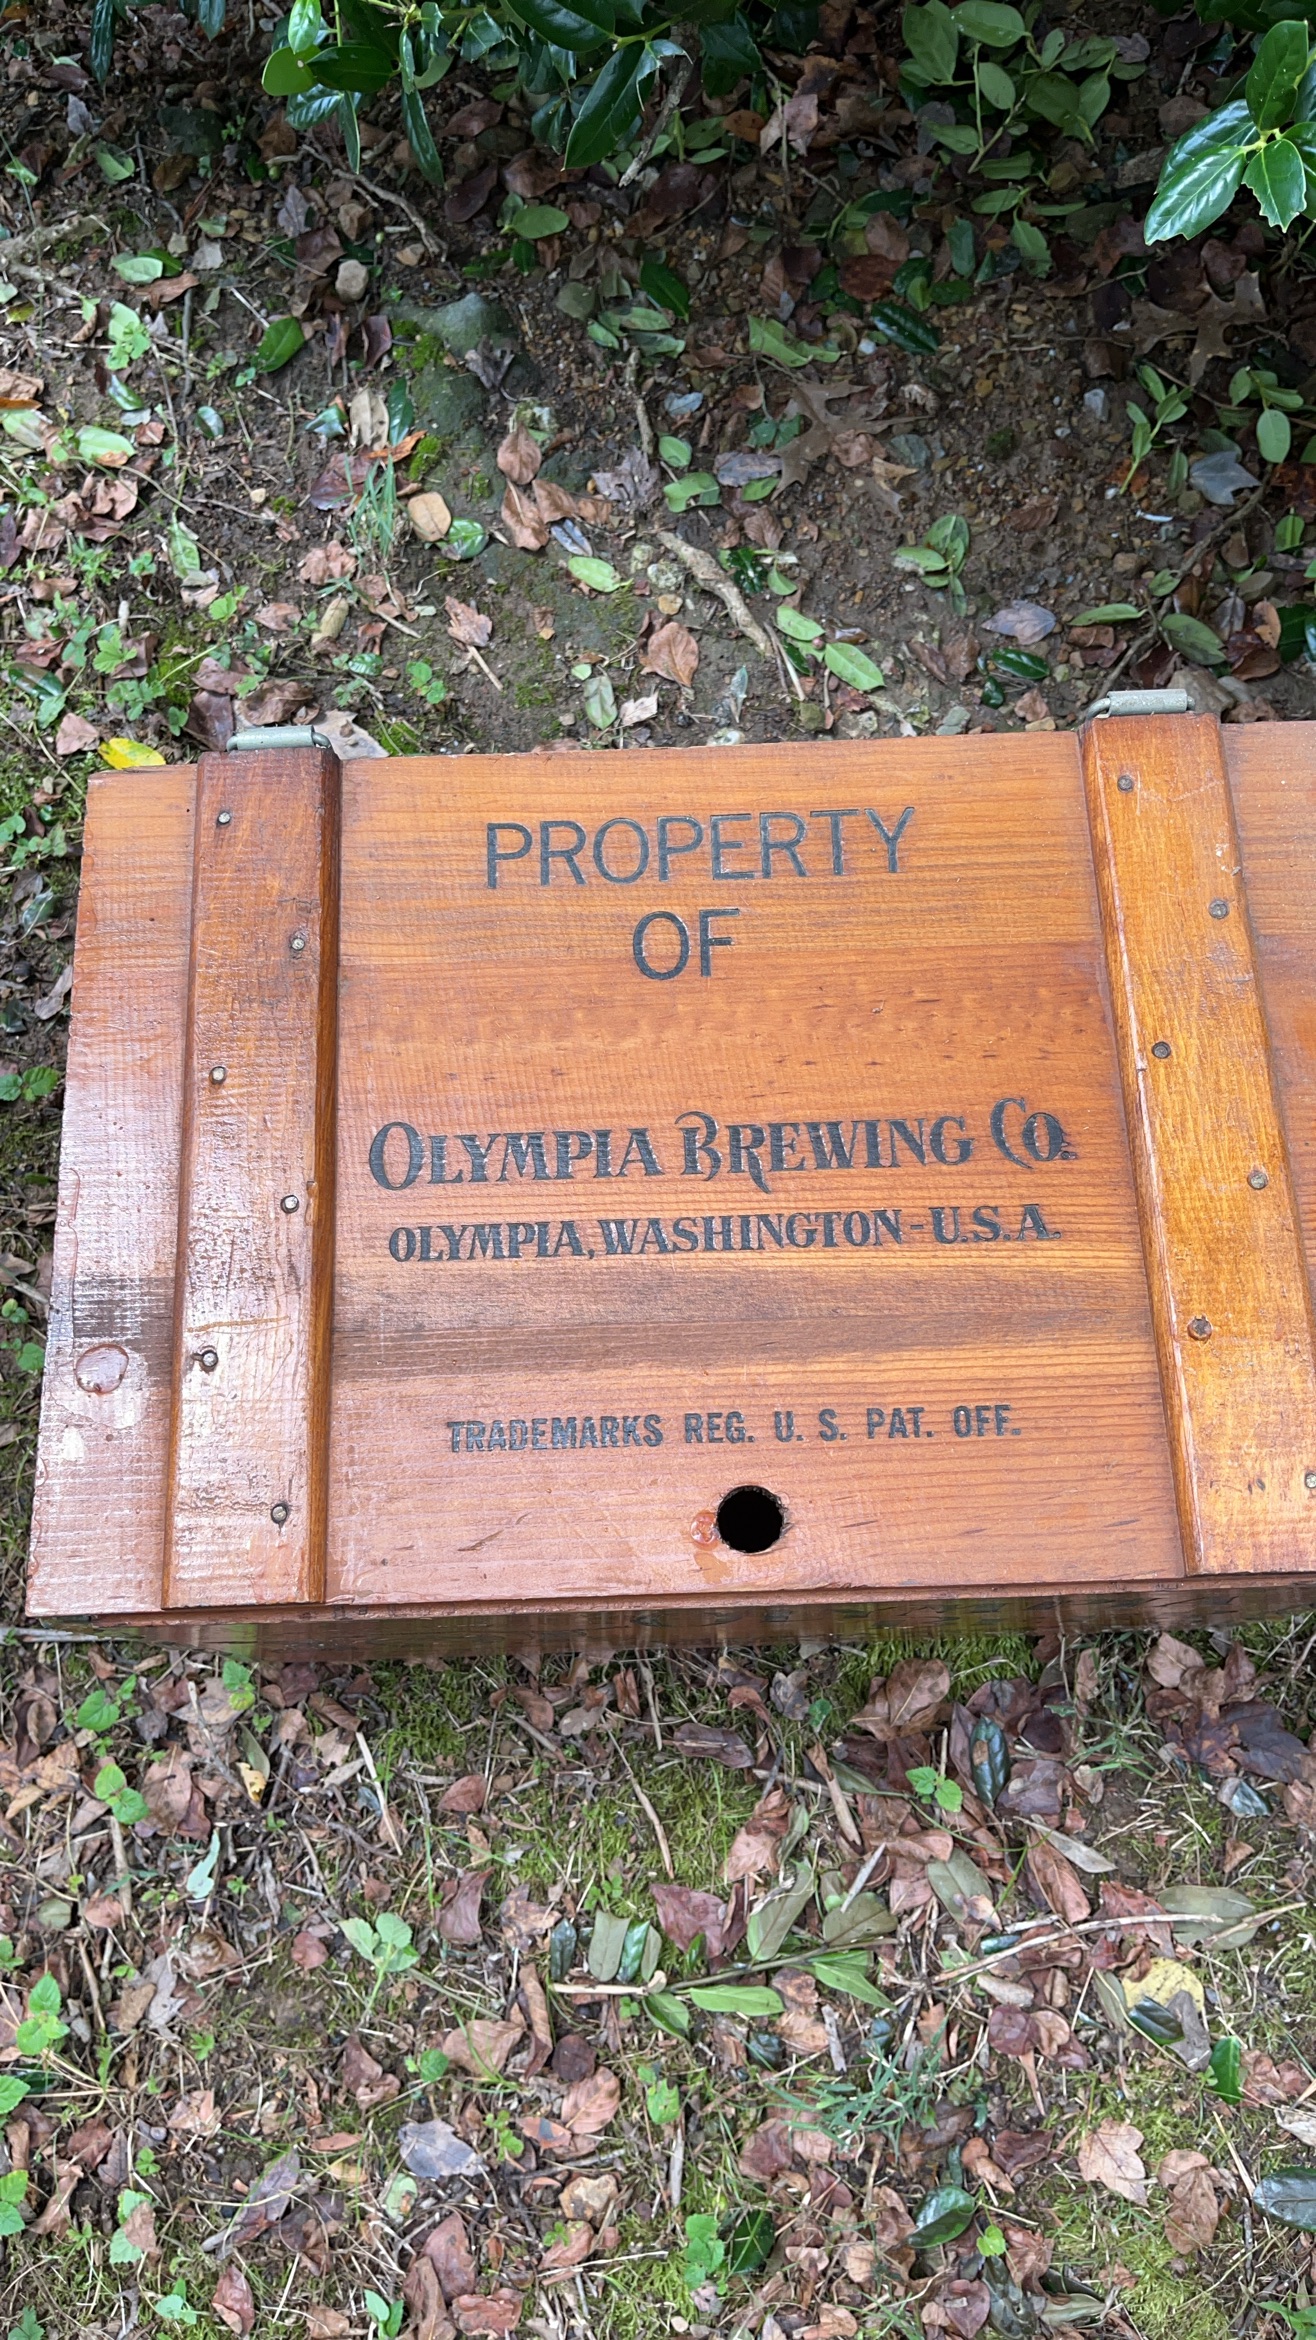 PROPERTY
OF
OLYMPIA BREWING CO.
OLYMPIA, WASHINGTON-U.S.A.
TRADEMARKS REG. U. S. PAT. OFF.